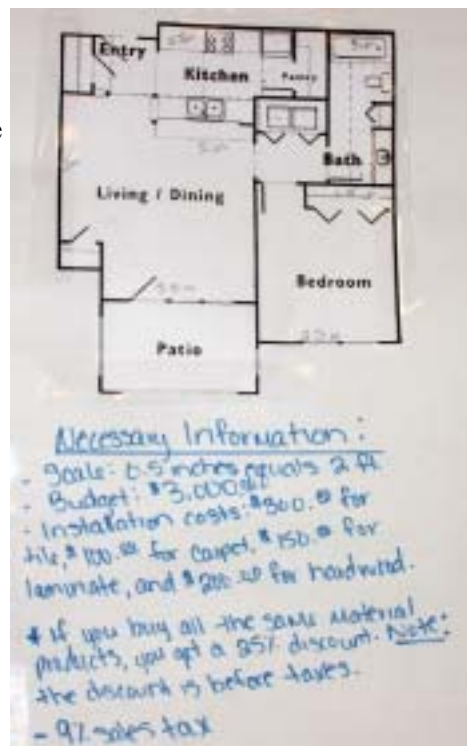 Entry
Kitchen
Pantry
Bath
Living / Dining
Bedroom
Patio
Necessary Information:
- Scale: 0.5 inches equals 2 ft
- Budget: $3,000.00
- Installation costs: $300.00 for
tile, $100.00 for carpet, $150.00 for
laminate, and $200.00 for hardwood.
* If you buy all the same material
products, you get a 25% discount. Note:
the discount is before taxes.
- 9% sales tax